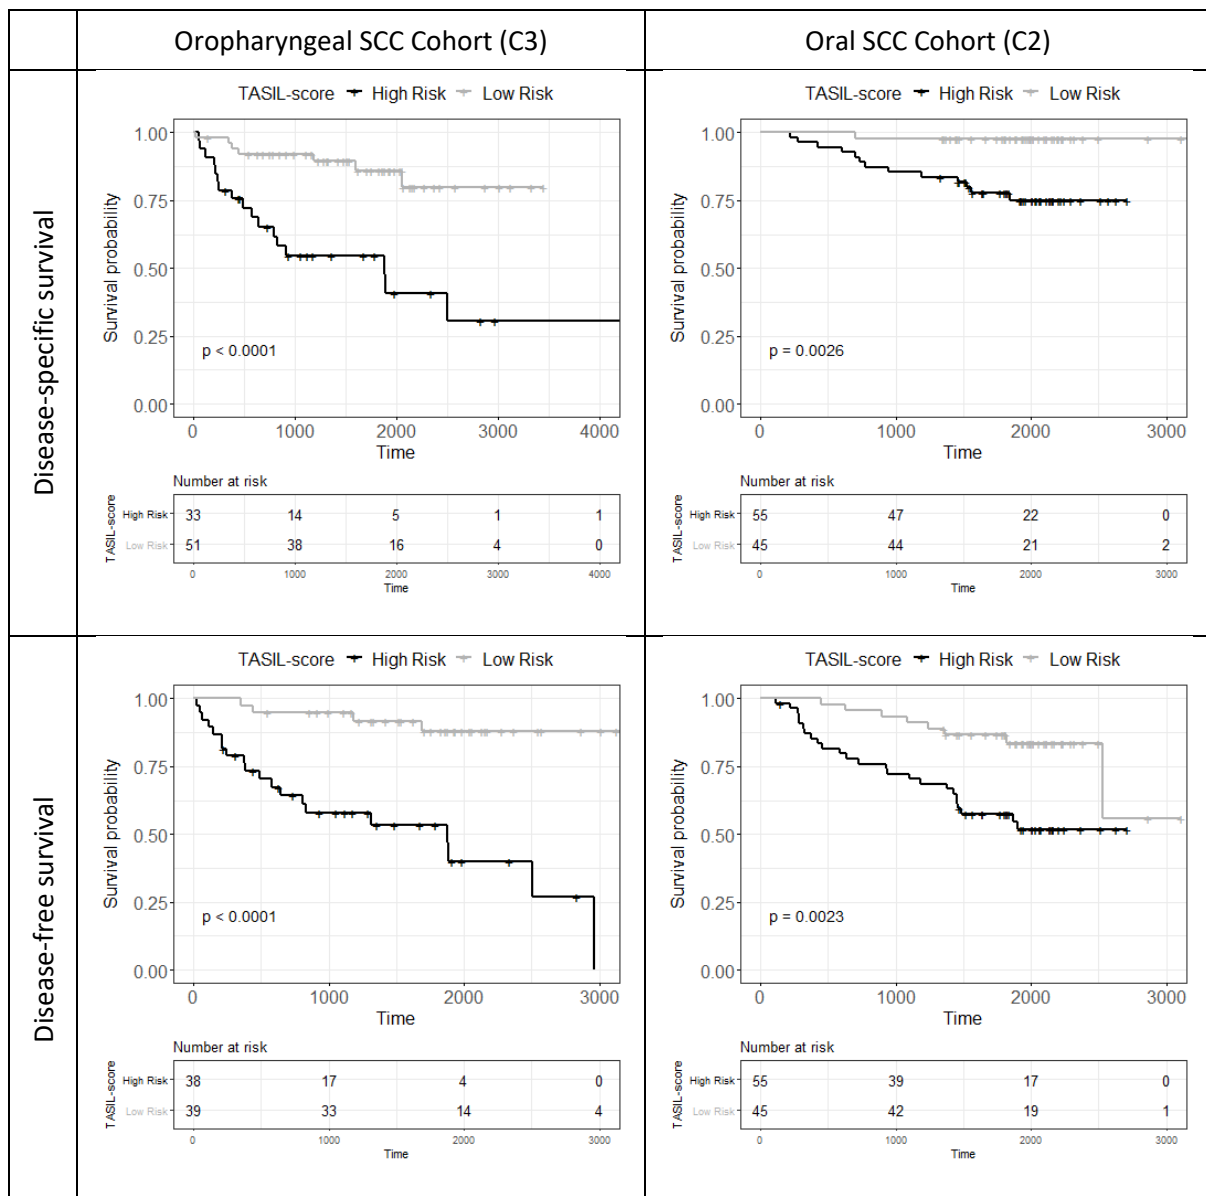 Oropharyngeal SCC Cohort (C3)
Oral SCC Cohort (C2)
Disease-specific survival
TASIL-score High Risk Low Risk
Survival probability
1.00
0.75
0.50
0.25
0.00
p < 0.0001
0 1000 2000 3000 4000
Time
Number at risk
TASIL-score
High Risk 33 14 5 1 1
Low Risk 51 38 16 4 0
0 1000 2000 3000 4000
Time
TASIL-score High Risk Low Risk
Survival probability
1.00
0.75
0.50
0.25
0.00
p = 0.0026
0 1000 2000 3000
Time
Number at risk
TASIL-score
High Risk 55 47 22 0
Low Risk 45 44 21 2
0 1000 2000 3000
Time
Disease-free survival
TASIL-score High Risk Low Risk
Survival probability
1.00
0.75
0.50
0.25
0.00
p < 0.0001
0 1000 2000 3000
Time
Number at risk
TASIL-score
High Risk 38 17 4 0
Low Risk 39 33 14 4
0 1000 2000 3000
Time
TASIL-score High Risk Low Risk
Survival probability
1.00
0.75
0.50
0.25
0.00
p = 0.0023
0 1000 2000 3000
Time
Number at risk
TASIL-score
High Risk 55 39 17 0
Low Risk 45 42 19 1
0 1000 2000 3000
Time